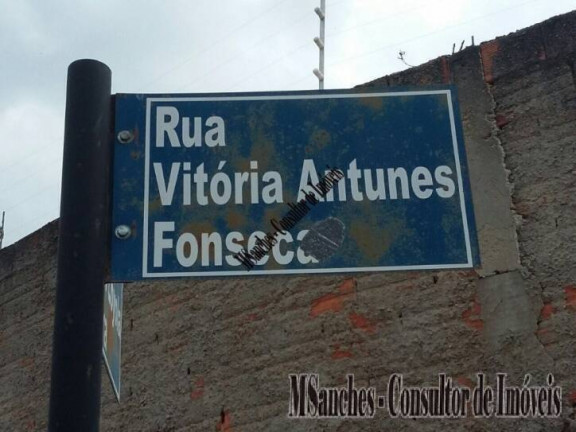 Rua
Vitória Antunes
Fonseca
MSanches - Consultor de Imóveis
MSanches - Consultor de Imóveis